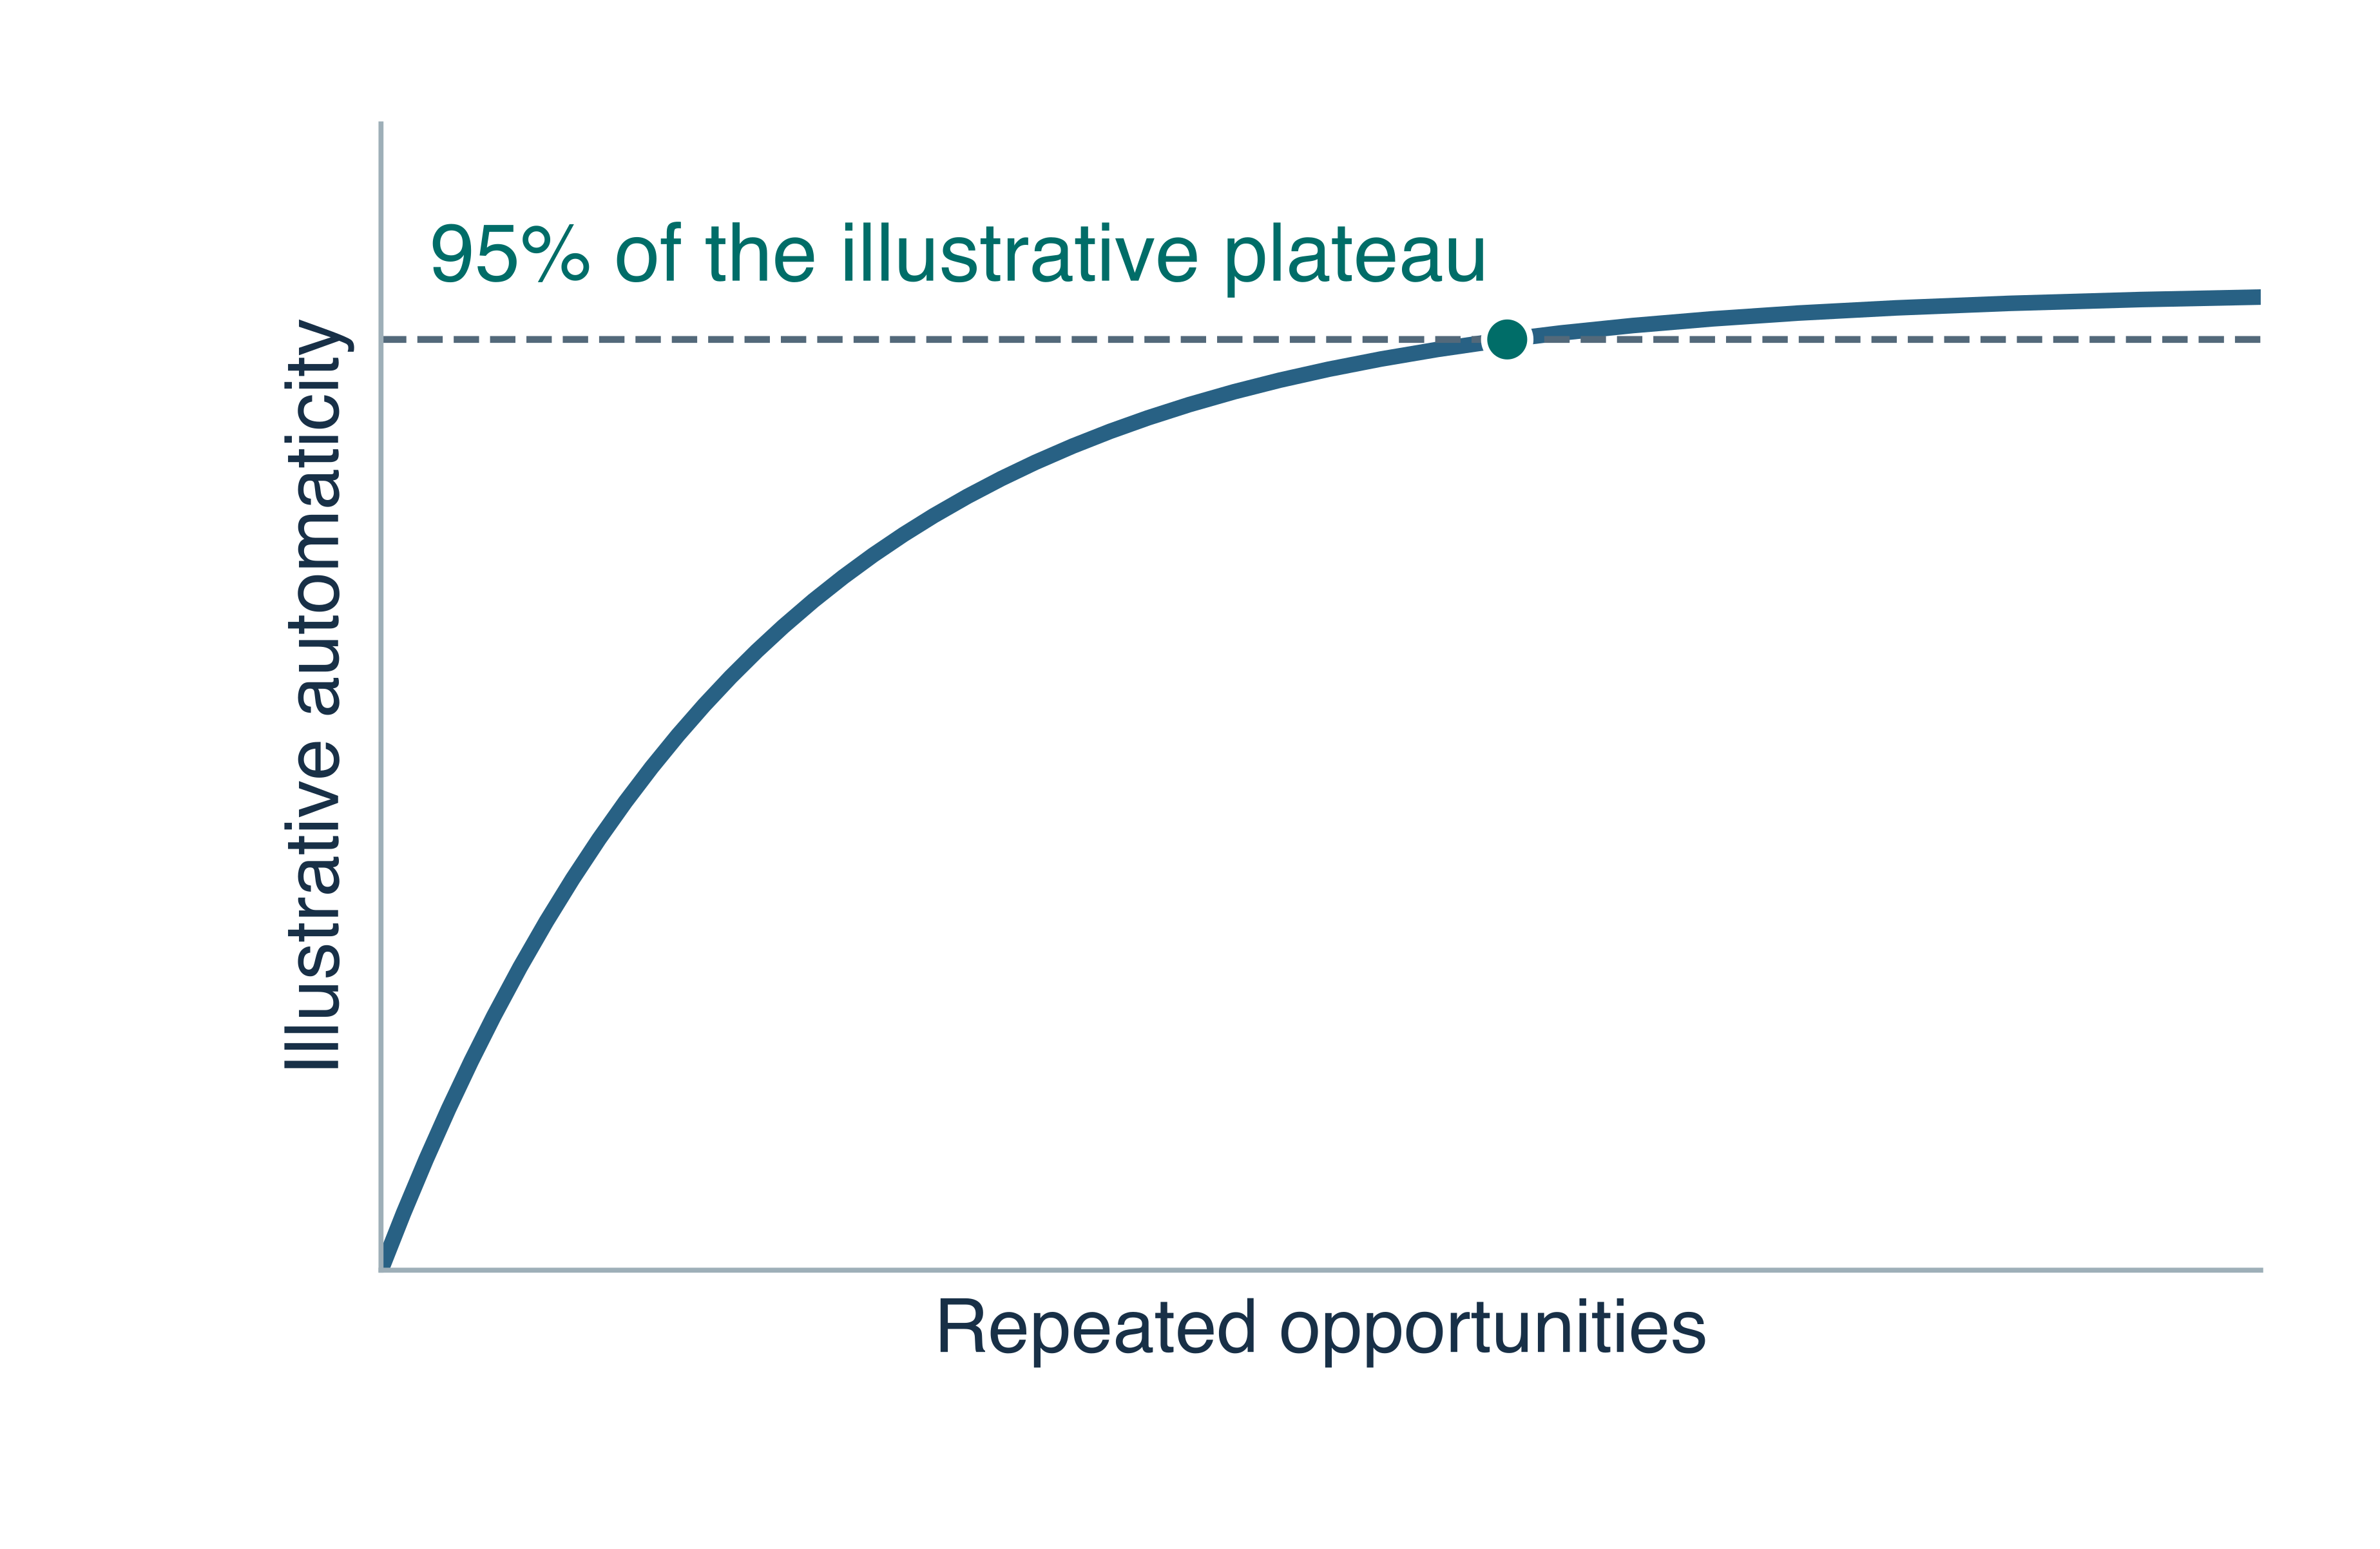 95% of the illustrative plateau
Illustrative automaticity
Repeated opportunities